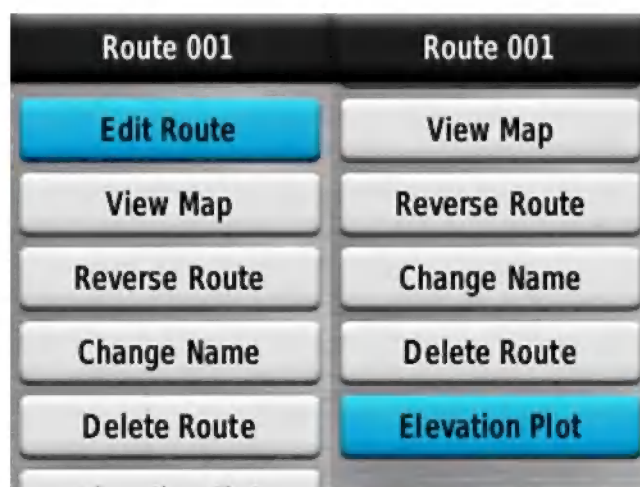 Route 001
Edit Route
View Map
Reverse Route
Change Name
Delete Route
Route 001
View Map
Reverse Route
Change Name
Delete Route
Elevation Plot